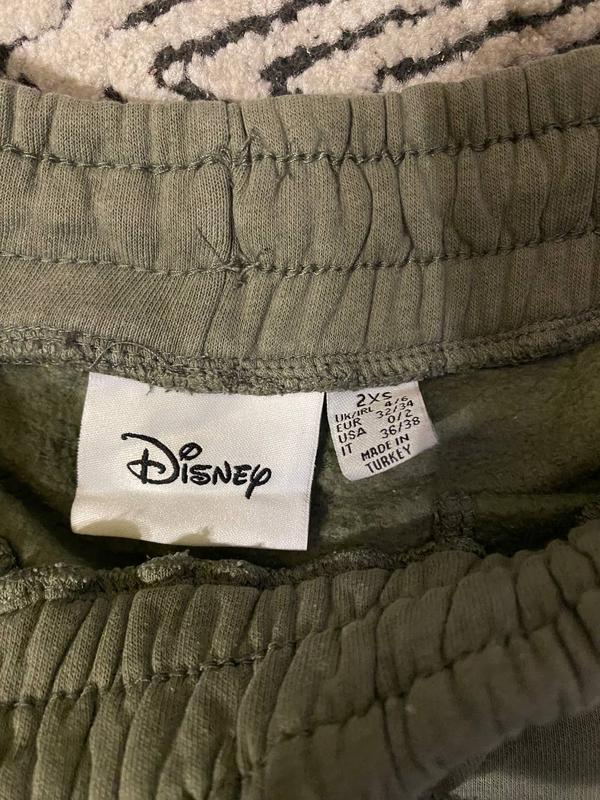 Disney
2XS
UK/IRL 4/6
EUR 32/34
USA 0/2
IT 36/38
MADE IN
TURKEY